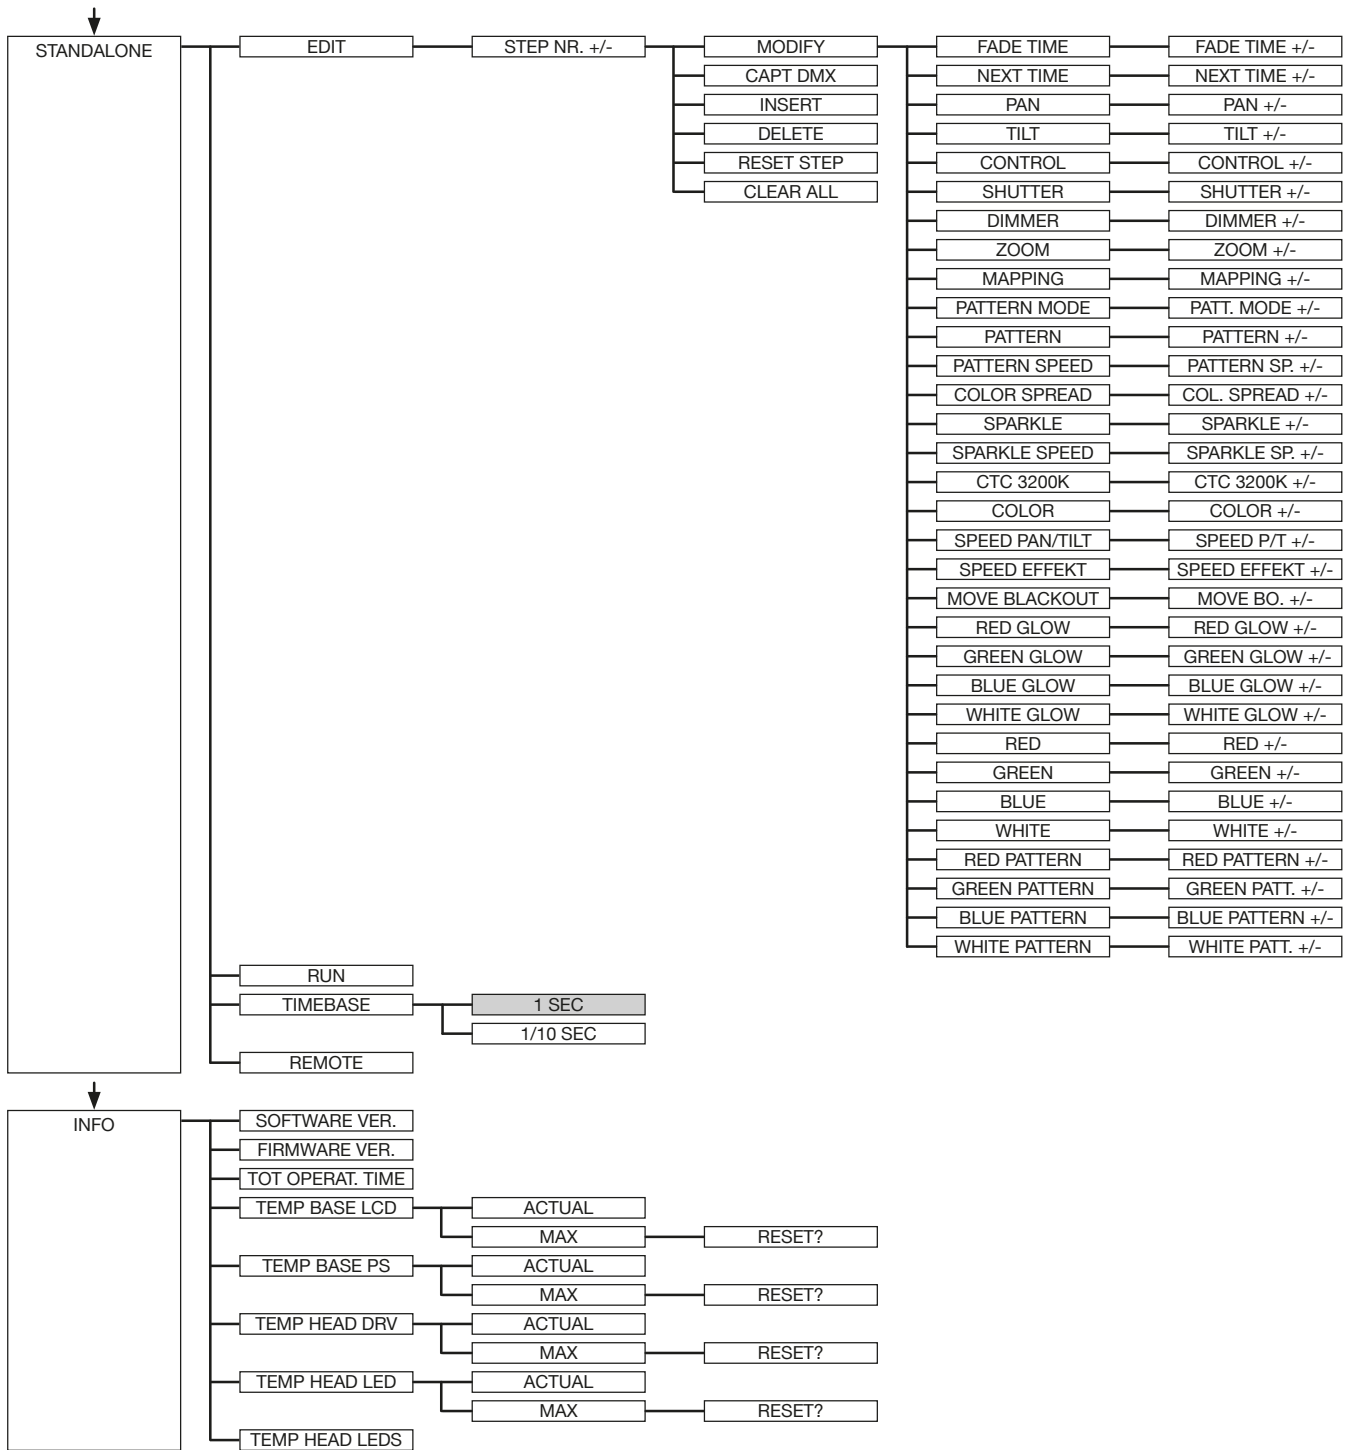 STANDALONE EDIT STEP NR. +/- MODIFY FADE TIME FADE TIME +/-
CAPT DMX NEXT TIME NEXT TIME +/-
INSERT PAN PAN +/-
DELETE TILT TILT +/-
RESET STEP CONTROL CONTROL +/-
CLEAR ALL SHUTTER SHUTTER +/-
DIMMER DIMMER +/-
ZOOM ZOOM +/-
MAPPING MAPPING +/-
PATTERN MODE PATT. MODE +/-
PATTERN PATTERN +/-
PATTERN SPEED PATTERN SP. +/-
COLOR SPREAD COL. SPREAD +/-
SPARKLE SPARKLE +/-
SPARKLE SPEED SPARKLE SP. +/-
CTC 3200K CTC 3200K +/-
COLOR COLOR +/-
SPEED PAN/TILT SPEED P/T +/-
SPEED EFFEKT SPEED EFFEKT +/-
MOVE BLACKOUT MOVE BO. +/-
RED GLOW RED GLOW +/-
GREEN GLOW GREEN GLOW +/-
BLUE GLOW BLUE GLOW +/-
WHITE GLOW WHITE GLOW +/-
RED RED +/-
GREEN GREEN +/-
BLUE BLUE +/-
WHITE WHITE +/-
RED PATTERN RED PATTERN +/-
GREEN PATTERN GREEN PATT. +/-
BLUE PATTERN BLUE PATTERN +/-
WHITE PATTERN WHITE PATT. +/-
RUN
TIMEBASE 1 SEC
1/10 SEC
REMOTE
INFO SOFTWARE VER.
FIRMWARE VER.
TOT OPERAT. TIME
TEMP BASE LCD ACTUAL
MAX RESET?
TEMP BASE PS ACTUAL
MAX RESET?
TEMP HEAD DRV ACTUAL
MAX RESET?
TEMP HEAD LED ACTUAL
MAX RESET?
TEMP HEAD LEDS